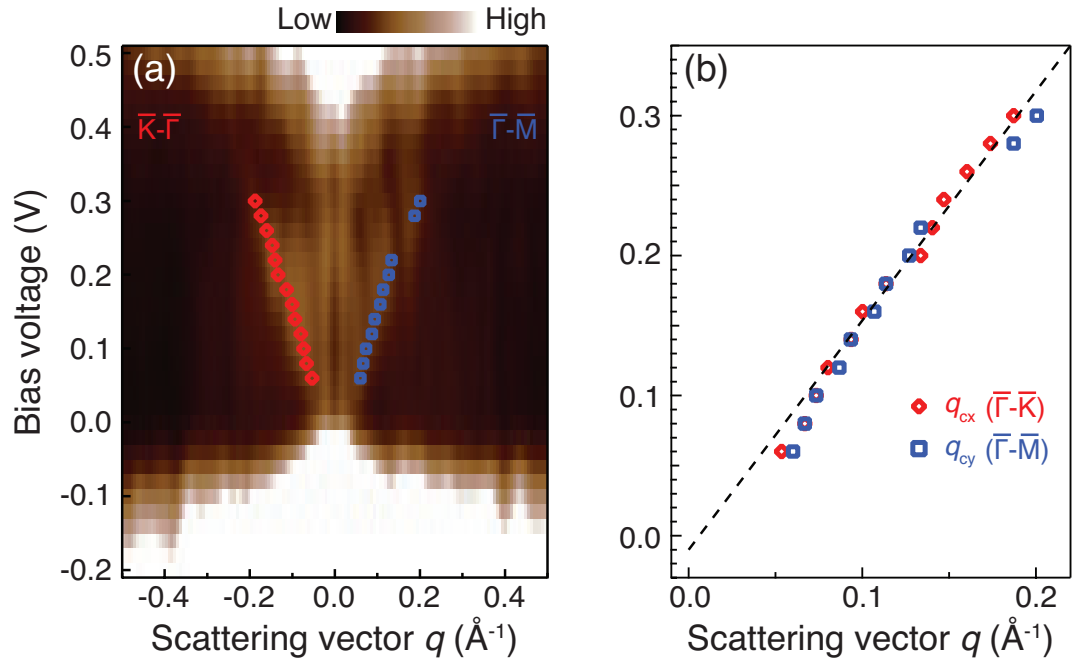 Low High
(a)
K̅-Γ̅
Γ̅-M̅
Bias voltage (V)
0.5
0.4
0.3
0.2
0.1
0.0
-0.1
-0.2
-0.4 -0.2 0.0 0.2 0.4
Scattering vector q (Å⁻¹)
(b)
0.3
0.2
0.1
0.0
q_cx (Γ̅-K̅)
q_cy (Γ̅-M̅)
0.0 0.1 0.2
Scattering vector q (Å⁻¹)